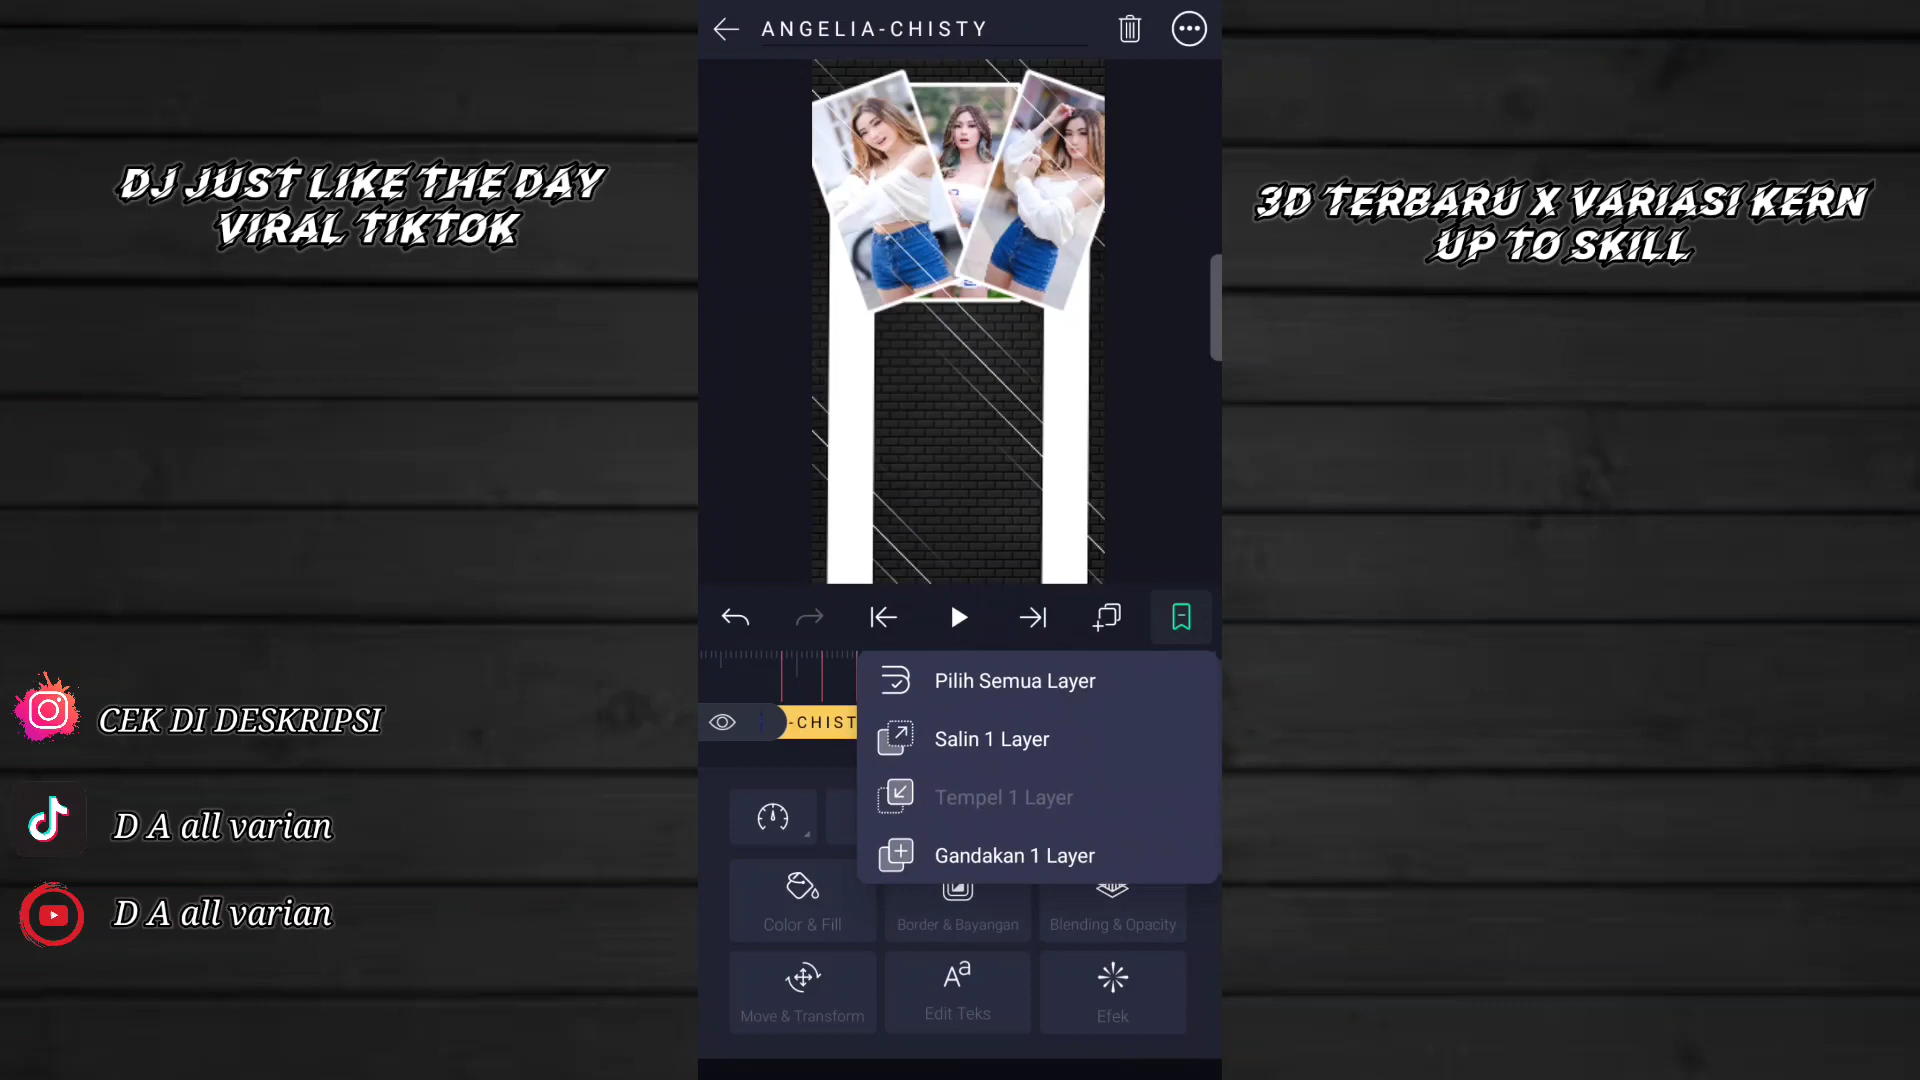 ANGELIA-CHISTY
DJ JUST LIKE THE DAY
VIRAL TIKTOK
3D TERBARU X VARIASI KERN
UP TO SKILL
CEK DI DESKRIPSI
D A all varian
D A all varian
-CHIST
Pilih Semua Layer
Salin 1 Layer
Tempel 1 Layer
Gandakan 1 Layer
Color & Fill
Border & Bayangan
Blending & Opacity
Move & Transform
Edit Teks
Efek